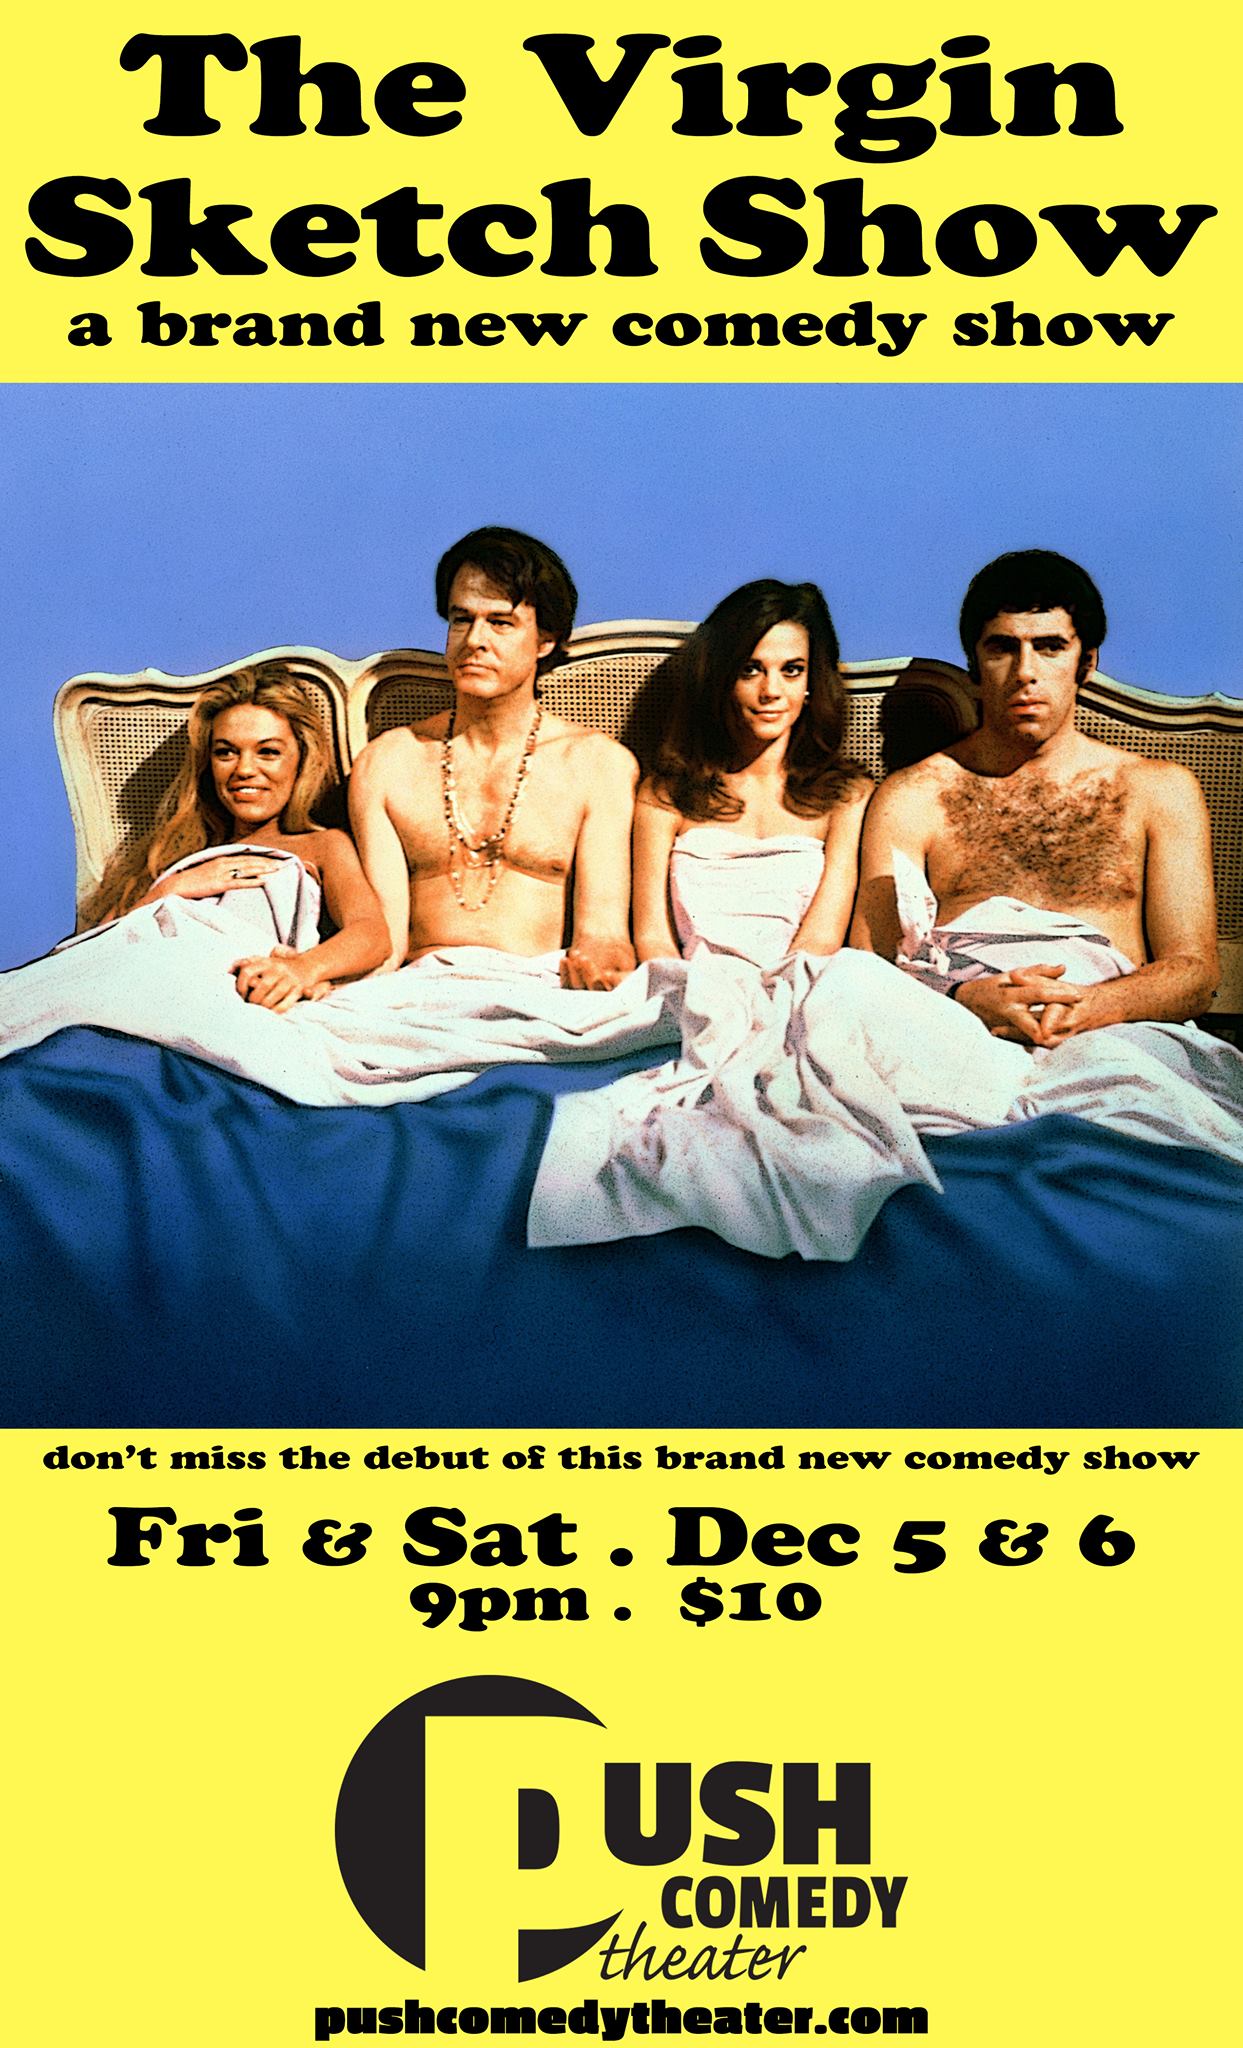 The Virgin
Sketch Show
a brand new comedy show
don't miss the debut of this brand new comedy show
Fri & Sat . Dec 5 & 6
9pm . $10
PUSH
COMEDY
theater
pushcomedytheater.com